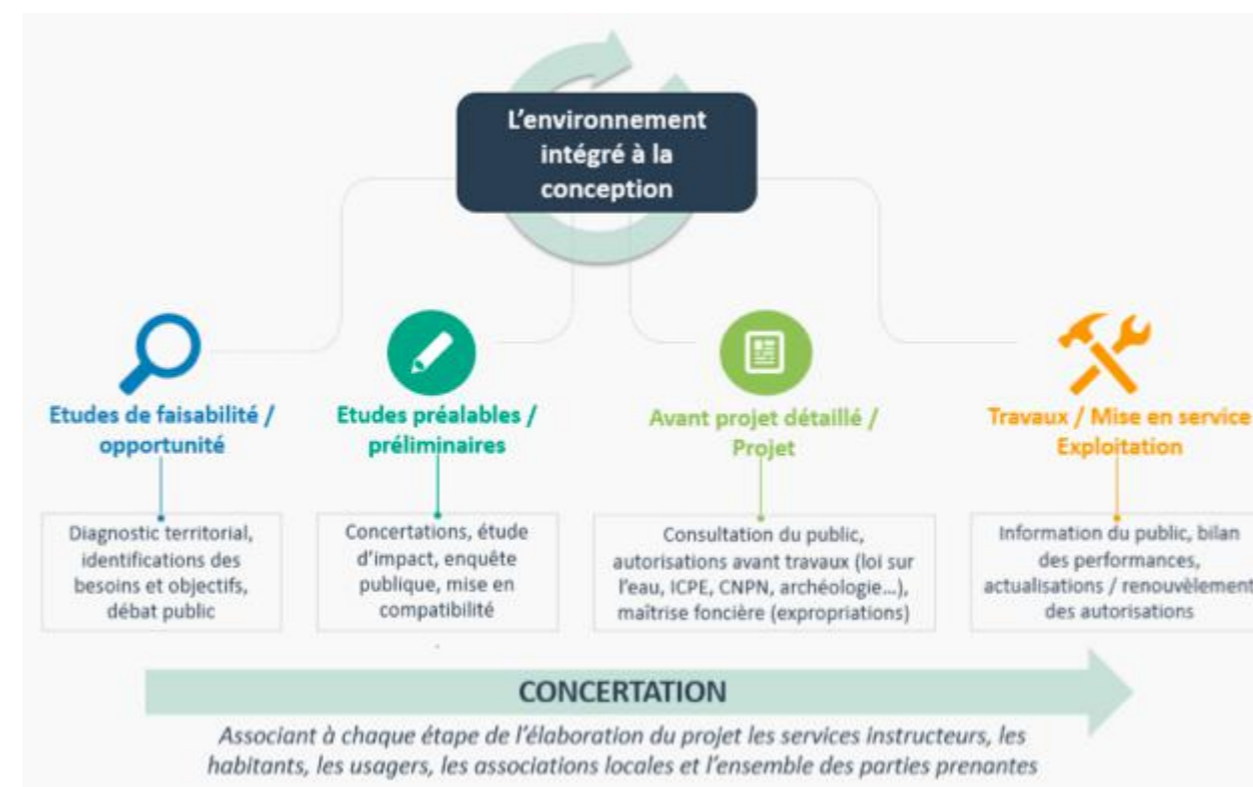 L'environnement
intégré à la
conception
Etudes de faisabilité /
opportunité
Diagnostic territorial,
identifications des
besoins et objectifs,
débat public
Etudes préalables /
préliminaires
Concertations, étude
d'impact, enquête
publique, mise en
compatibilité
Avant projet détaillé /
Projet
Consultation du public,
autorisations avant travaux (loi sur
l'eau, ICPE, CNPN, archéologie...),
maîtrise foncière (expropriations)
Travaux / Mise en service
Exploitation
Information du public, bilan
des performances,
actualisations / renouvèlement
des autorisations
CONCERTATION
Associant à chaque étape de l'élaboration du projet les services instructeurs, les
habitants, les usagers, les associations locales et l'ensemble des parties prenantes